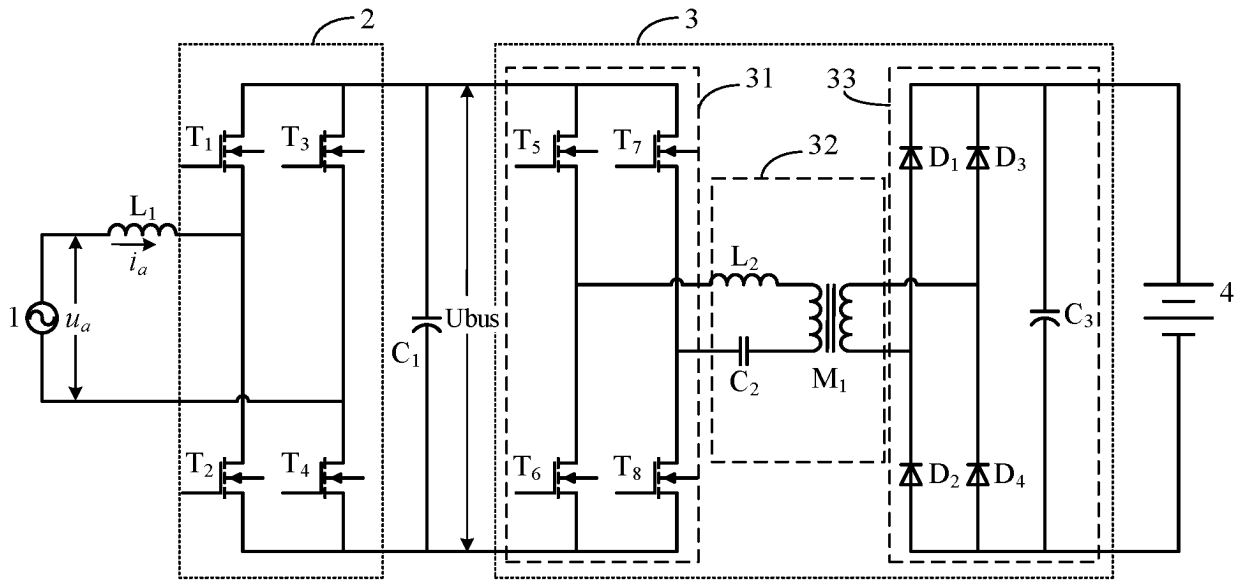 2
3
31
33
32
T₁
T₃
T₅
T₇
D₁
D₃
L₁
iₐ
L₂
1
uₐ
C₁
Ubus
C₂
M₁
C₃
4
T₂
T₄
T₆
T₈
D₂
D₄